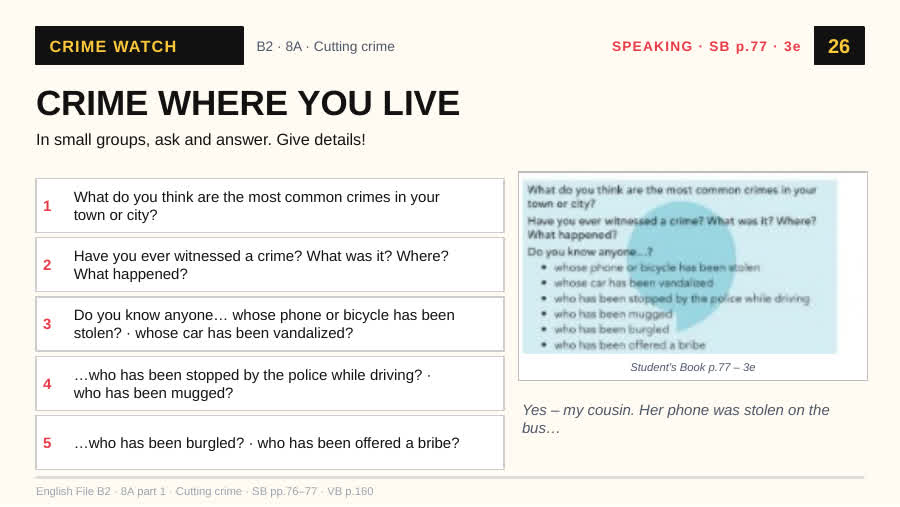 CRIME WATCH
B2 · 8A · Cutting crime
SPEAKING · SB p.77 · 3e
26
CRIME WHERE YOU LIVE
In small groups, ask and answer. Give details!
1
What do you think are the most common crimes in your
town or city?
2
Have you ever witnessed a crime? What was it? Where?
What happened?
3
Do you know anyone… whose phone or bicycle has been
stolen? · whose car has been vandalized?
4
…who has been stopped by the police while driving? ·
who has been mugged?
5
…who has been burgled? · who has been offered a bribe?
What do you think are the most common crimes in your
town or city?
Have you ever witnessed a crime? What was it? Where?
What happened?
Do you know anyone...?
• whose phone or bicycle has been stolen
• whose car has been vandalized
• who has been stopped by the police while driving
• who has been mugged
• who has been burgled
• who has been offered a bribe
Student's Book p.77 – 3e
Yes – my cousin. Her phone was stolen on the
bus…
English File B2 · 8A part 1 · Cutting crime · SB pp.76–77 · VB p.160